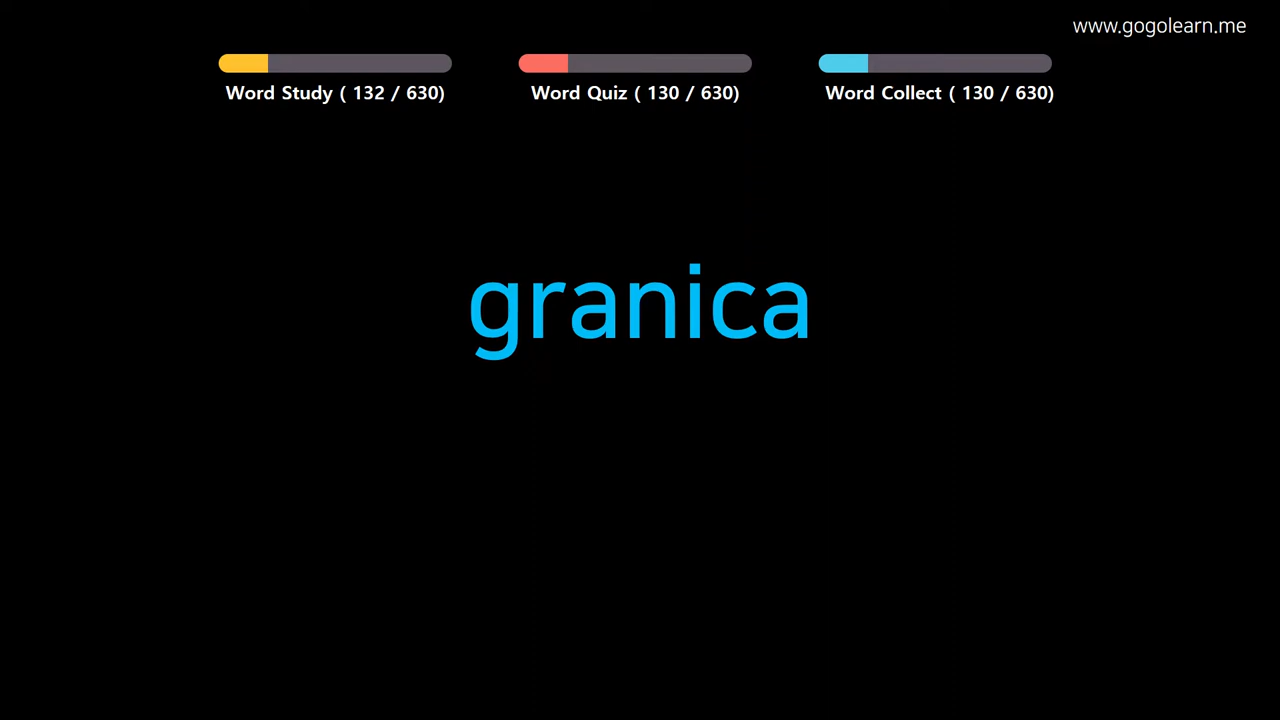 www.gogolearn.me
Word Study ( 132 / 630)
Word Quiz ( 130 / 630)
Word Collect ( 130 / 630)
granica